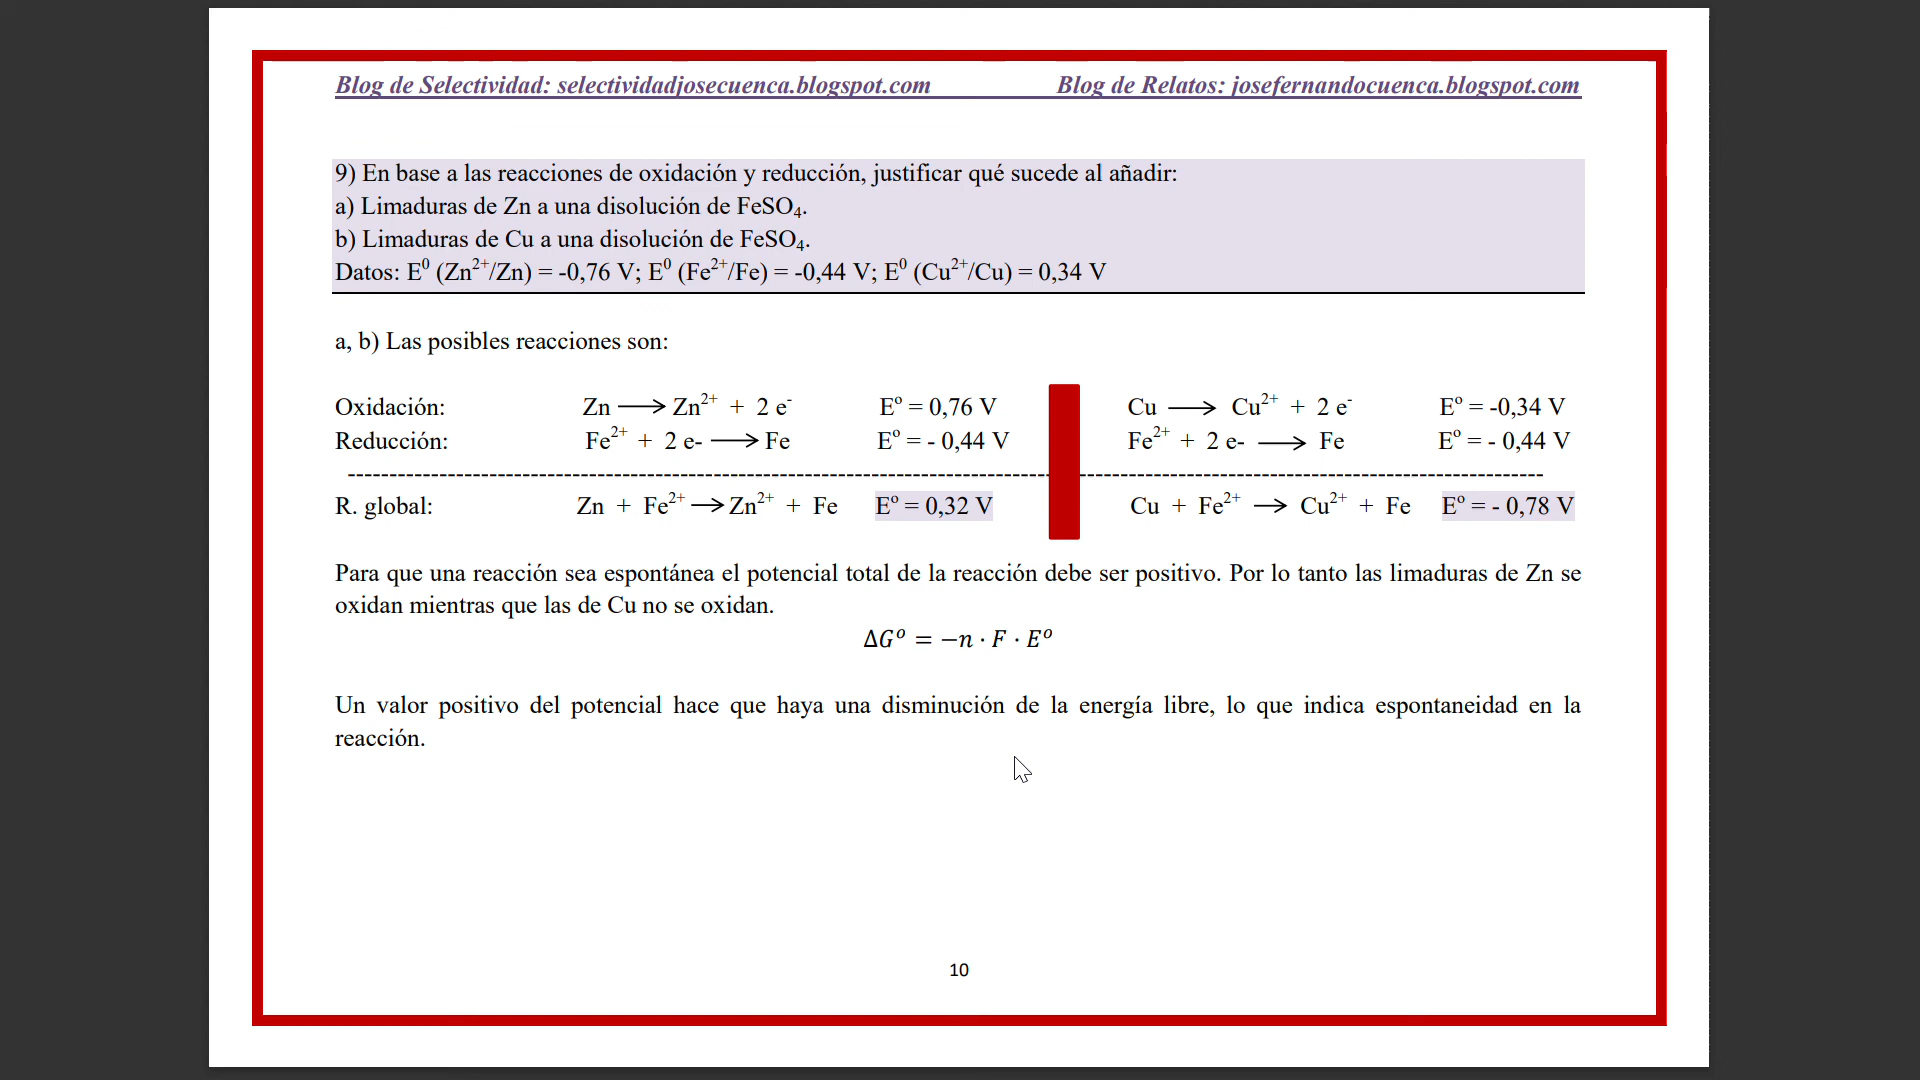 Blog de Selectividad: selectividadjosecuenca.blogspot.com Blog de Relatos: josefernandocuenca.blogspot.com
9) En base a las reacciones de oxidación y reducción, justificar qué sucede al añadir:
a) Limaduras de Zn a una disolución de FeSO₄.
b) Limaduras de Cu a una disolución de FeSO₄.
Datos: E⁰ (Zn²⁺/Zn) = -0,76 V; E⁰ (Fe²⁺/Fe) = -0,44 V; E⁰ (Cu²⁺/Cu) = 0,34 V
a, b) Las posibles reacciones son:
Oxidación: Zn ⟶ Zn²⁺ + 2 e⁻ Eº = 0,76 V Cu ⟶ Cu²⁺ + 2 e⁻ Eº = -0,34 V
Reducción: Fe²⁺ + 2 e- ⟶ Fe Eº = - 0,44 V Fe²⁺ + 2 e- ⟶ Fe Eº = - 0,44 V
R. global: Zn + Fe²⁺ ⟶ Zn²⁺ + Fe Eº = 0,32 V Cu + Fe²⁺ ⟶ Cu²⁺ + Fe Eº = - 0,78 V
Para que una reacción sea espontánea el potencial total de la reacción debe ser positivo. Por lo tanto las limaduras de Zn se
oxidan mientras que las de Cu no se oxidan.
ΔGº = −n · F · Eº
Un valor positivo del potencial hace que haya una disminución de la energía libre, lo que indica espontaneidad en la
reacción.
10